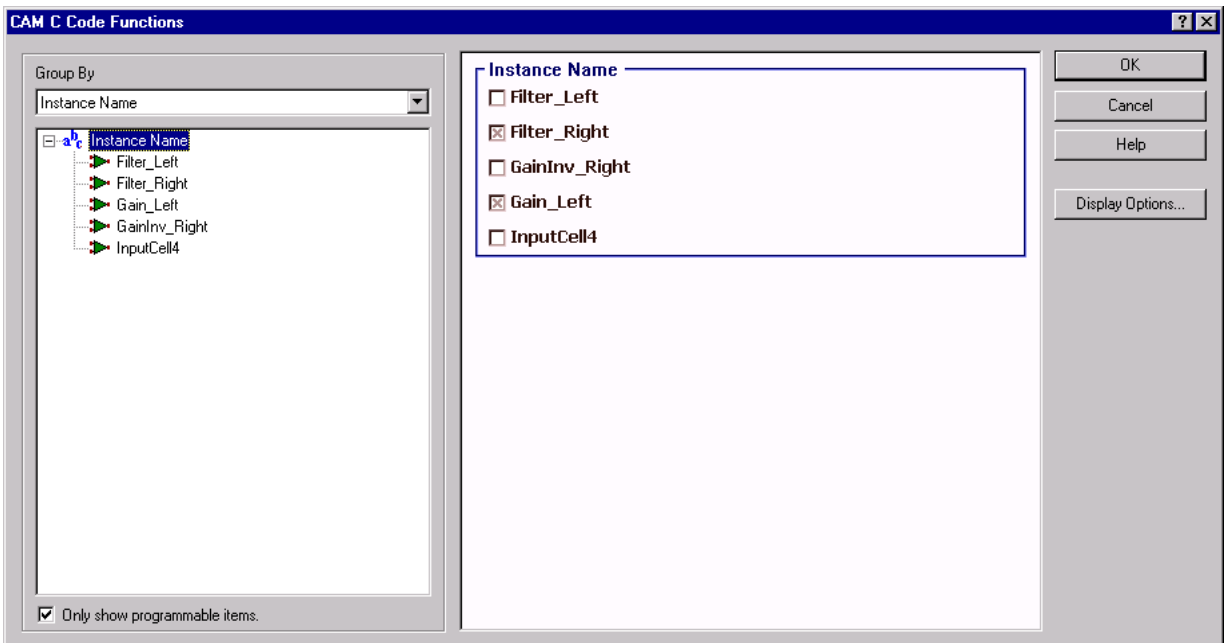 CAM C Code Functions
Group By
Instance Name
abc Instance Name
Filter_Left
Filter_Right
Gain_Left
GainInv_Right
InputCell4
Only show programmable items.
Instance Name
Filter_Left
Filter_Right
GainInv_Right
Gain_Left
InputCell4
OK
Cancel
Help
Display Options...